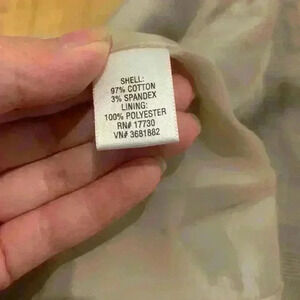 SHELL:
97% COTTON
3% SPANDEX
LINING:
100% POLYESTER
RN# 17730
VN# 3681882